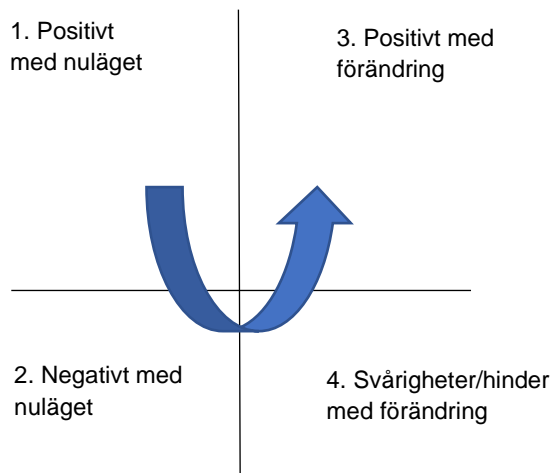 1. Positivt
med nuläget
3. Positivt med
förändring
2. Negativt med
nuläget
4. Svårigheter/hinder
med förändring